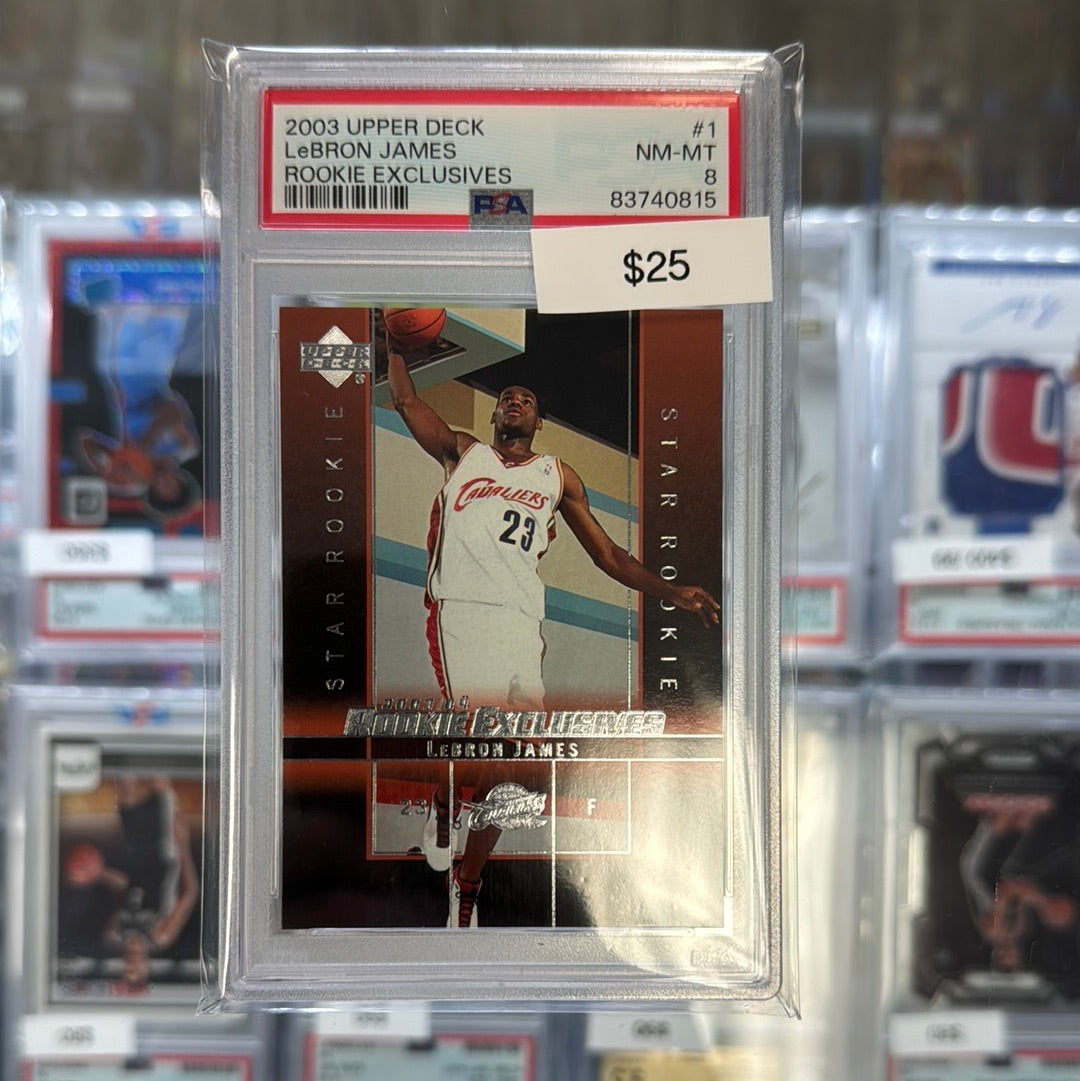 2003 UPPER DECK #1
LeBRON JAMES NM-MT
ROOKIE EXCLUSIVES 8
PSA 83740815
$25
UPPER DECK
STAR ROOKIE
STAR ROOKIE
CAVALIERS
23
2003-04
ROOKIE EXCLUSIVES
LEBRON JAMES
23 F